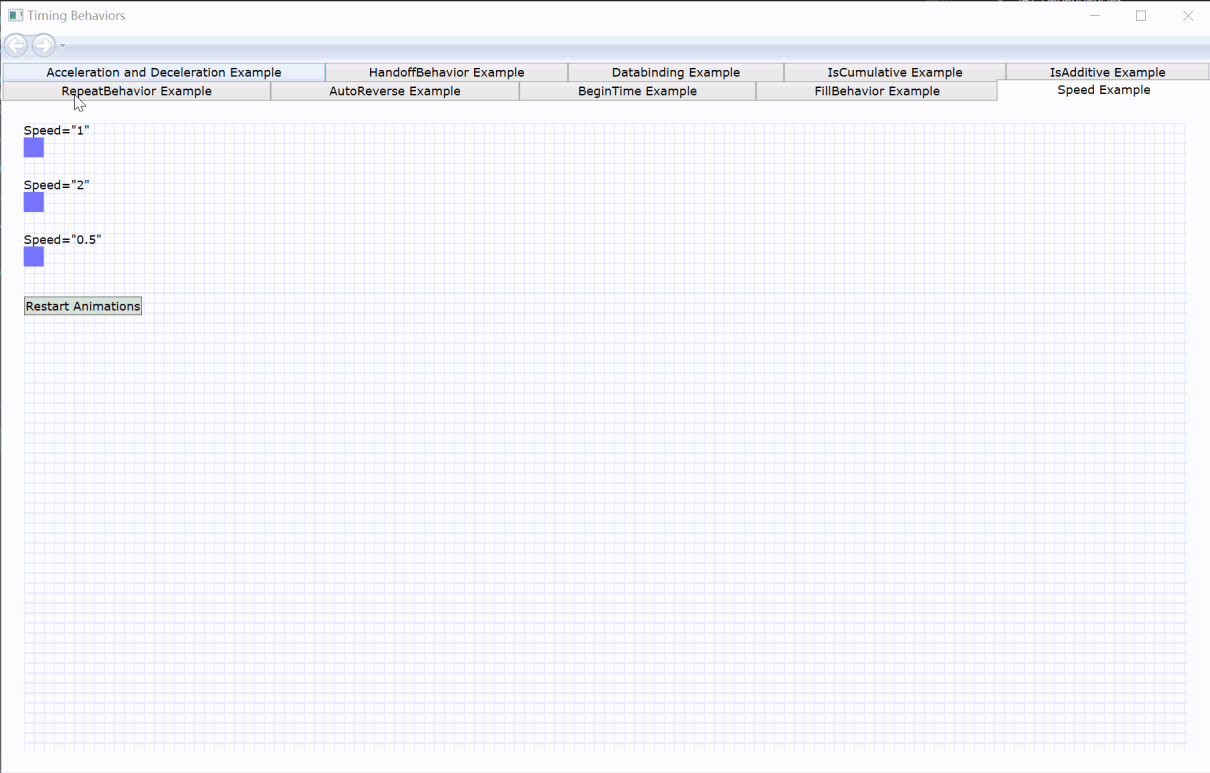 Timing Behaviors
Acceleration and Deceleration Example HandoffBehavior Example Databinding Example IsCumulative Example IsAdditive Example
RepeatBehavior Example AutoReverse Example BeginTime Example FillBehavior Example Speed Example
Speed="1"
Speed="2"
Speed="0.5"
Restart Animations